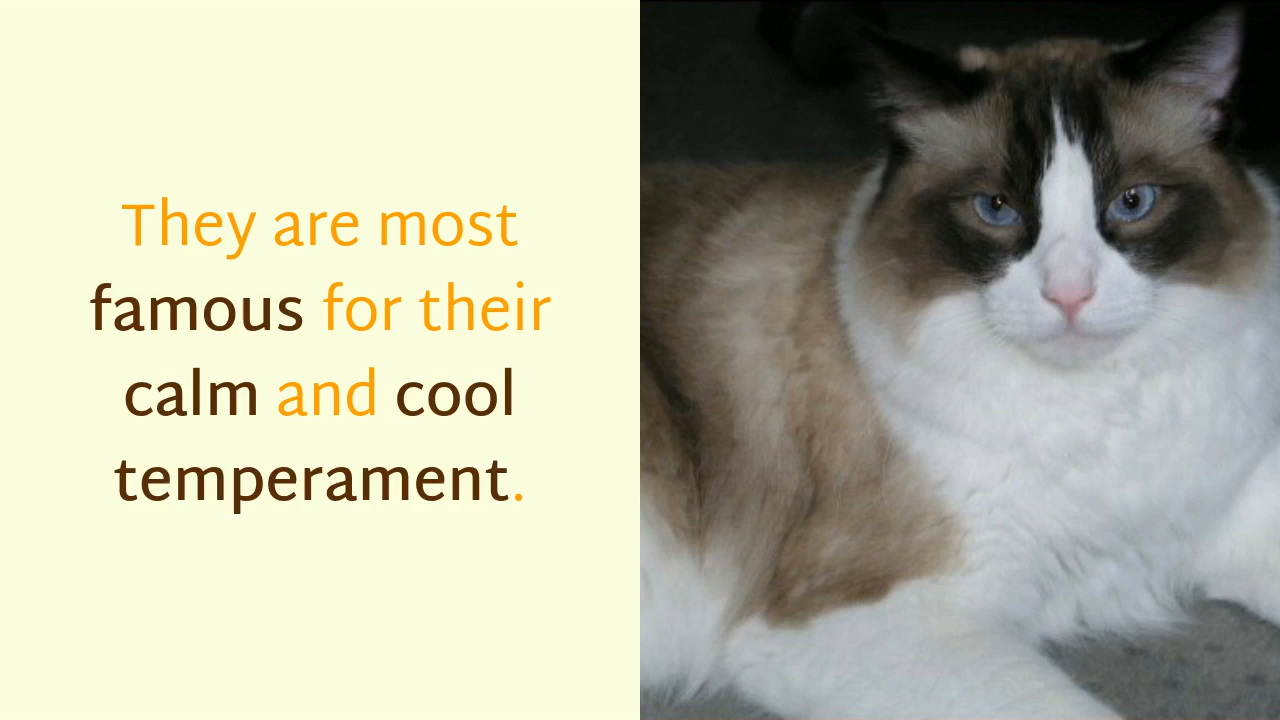 They are most
famous for their
calm and cool
temperament.